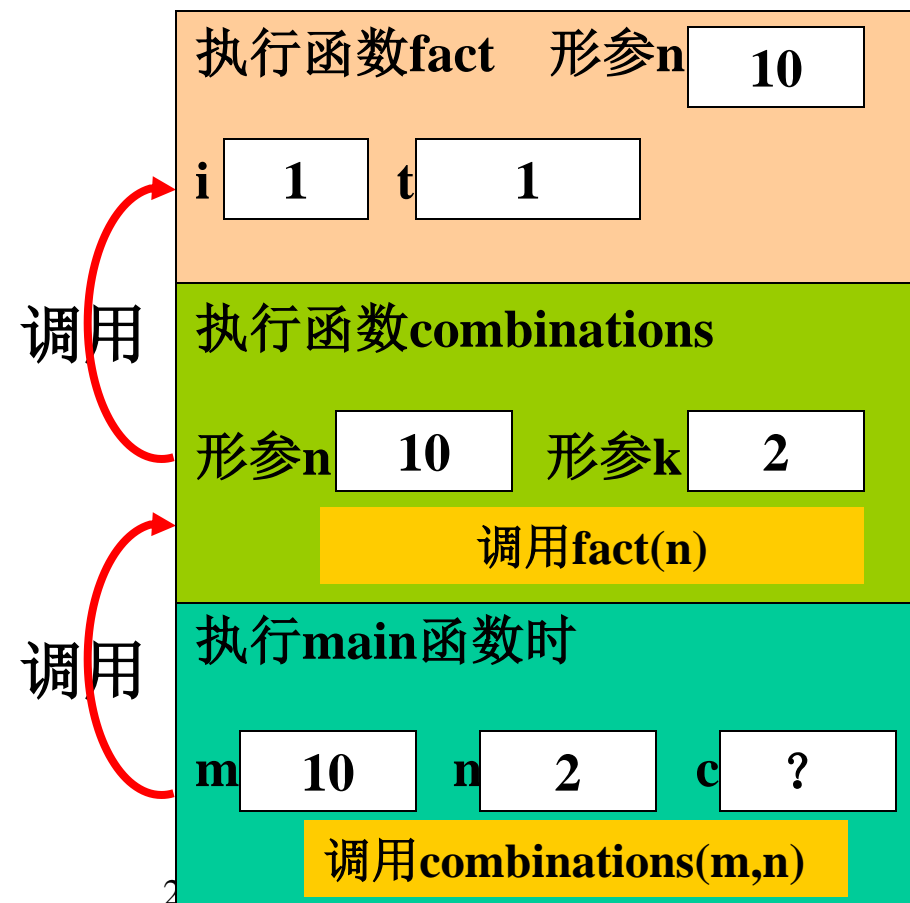 执行函数fact 形参n 10
i 1 t 1
调用
执行函数combinations
形参n 10 形参k 2
调用fact(n)
调用
执行main函数时
m 10 n 2 c ?
调用combinations(m,n)
2